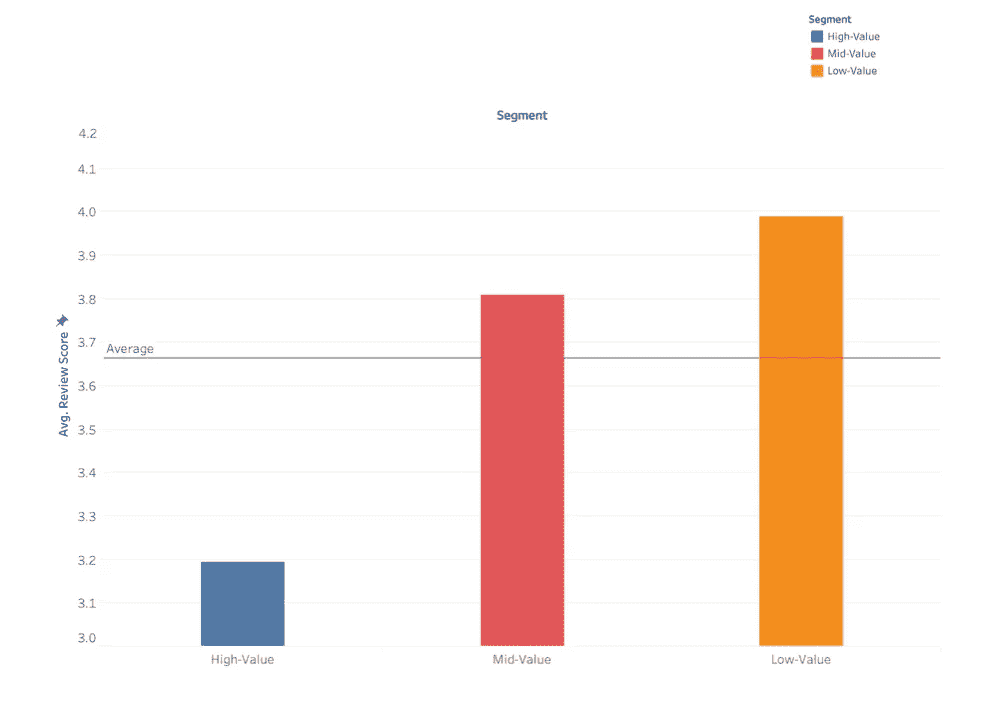 Segment
High-Value
Mid-Value
Low-Value
Segment
4.2
4.1
4.0
3.9
3.8
3.7
3.6
3.5
3.4
3.3
3.2
3.1
3.0
Avg. Review Score
Average
High-Value
Mid-Value
Low-Value